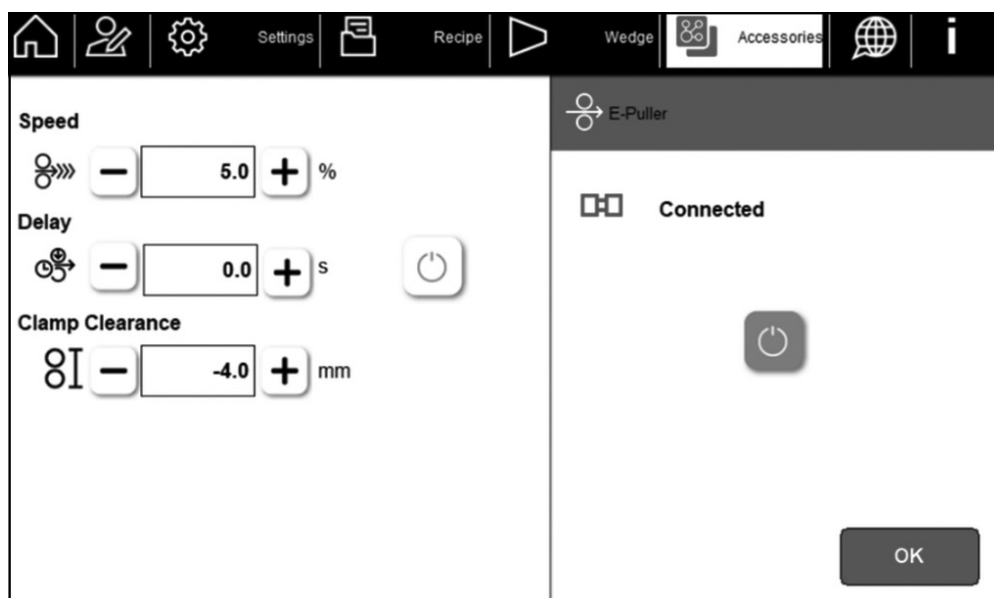 Settings Recipe Wedge Accessories i
Speed
5.0 %
Delay
0.0 s
Clamp Clearance
-4.0 mm
E-Puller
Connected
OK